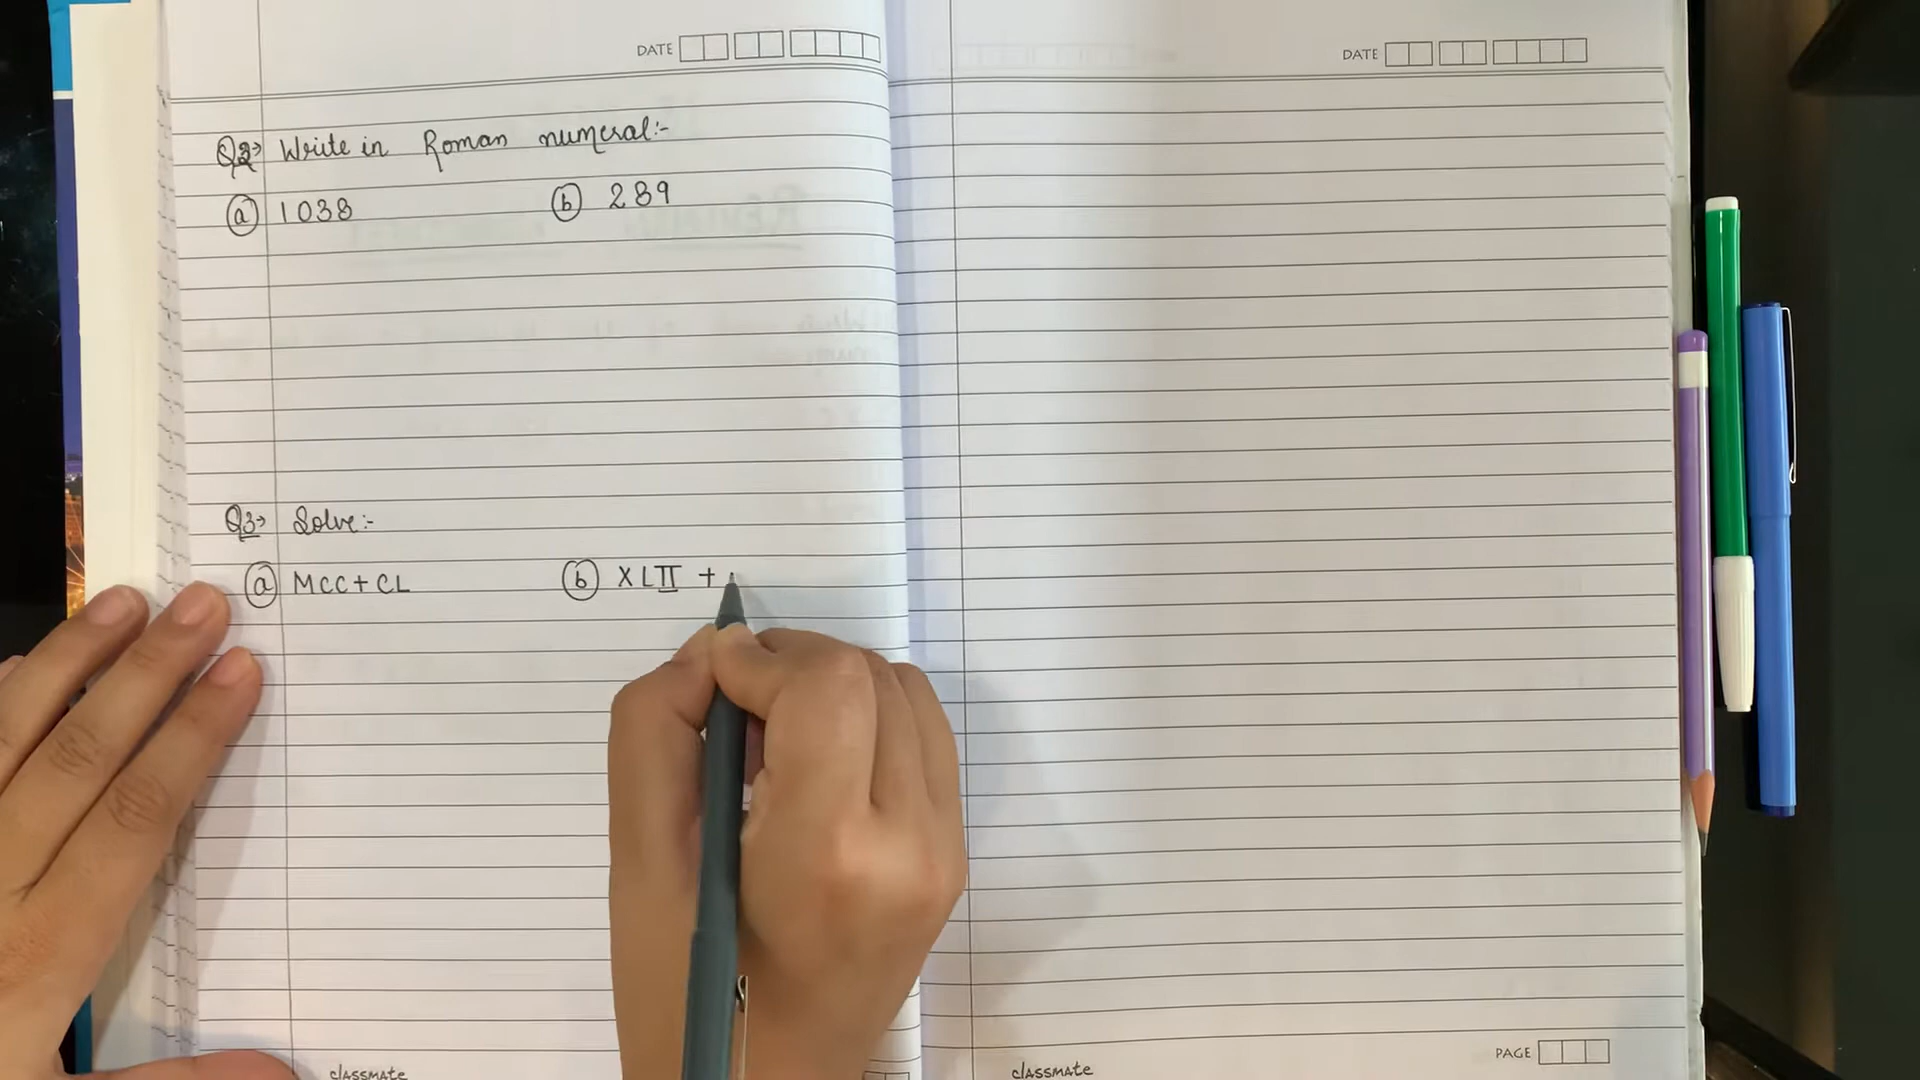 DATE
DATE
Q2> Write in Roman numeral:-
(a) 1038 (b) 289
Q3> Solve:-
(a) MCC + CL (b) XLII +
PAGE
classmate
classmate